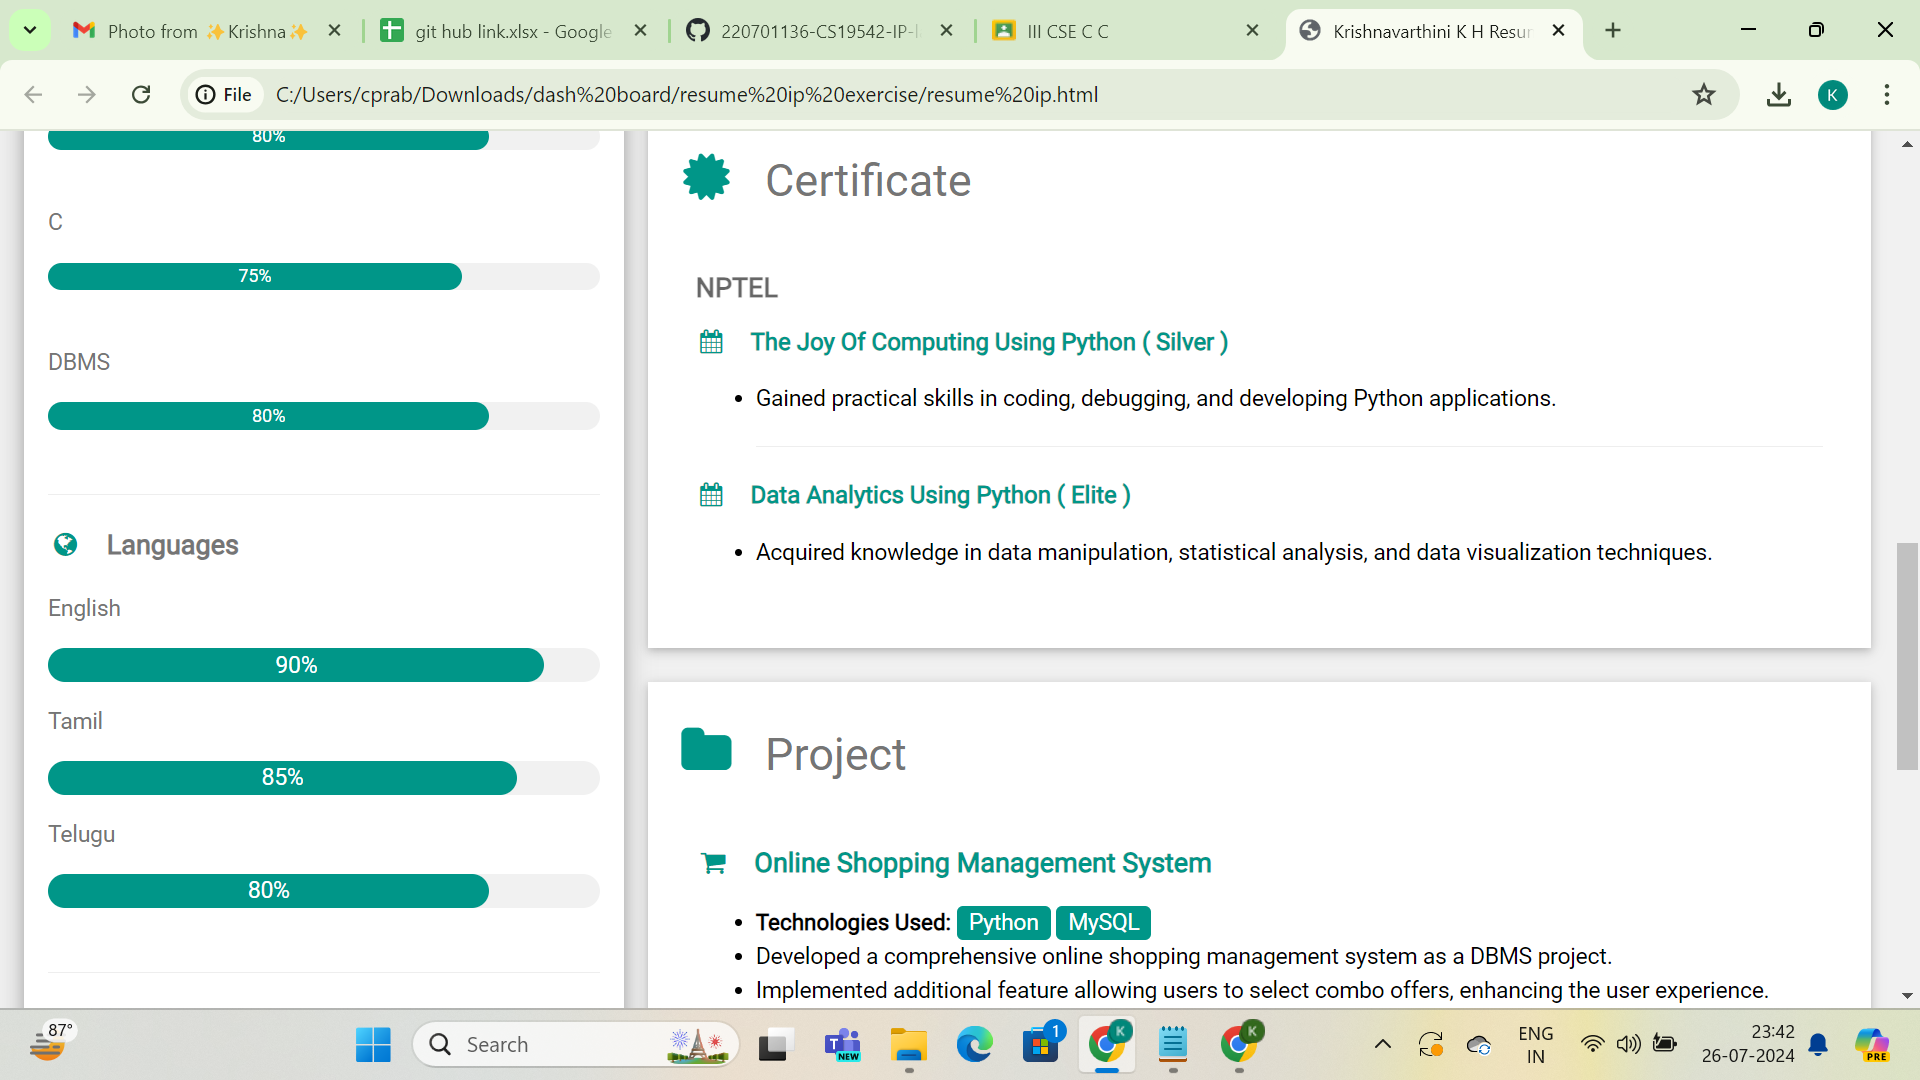 Photo from ✨Krishna✨
git hub link.xlsx - Google
220701136-CS19542-IP-l
III CSE C C
Krishnavarthini K H Resur
File
C:/Users/cprab/Downloads/dash%20board/resume%20ip%20exercise/resume%20ip.html
K
80%
C
75%
DBMS
80%
Languages
English
90%
Tamil
85%
Telugu
80%
Certificate
NPTEL
The Joy Of Computing Using Python ( Silver )
• Gained practical skills in coding, debugging, and developing Python applications.
Data Analytics Using Python ( Elite )
• Acquired knowledge in data manipulation, statistical analysis, and data visualization techniques.
Project
Online Shopping Management System
• Technologies Used: Python MySQL
• Developed a comprehensive online shopping management system as a DBMS project.
• Implemented additional feature allowing users to select combo offers, enhancing the user experience.
87°
Search
T
NEW
1
K
K
ENG
IN
23:42
26-07-2024
PRE